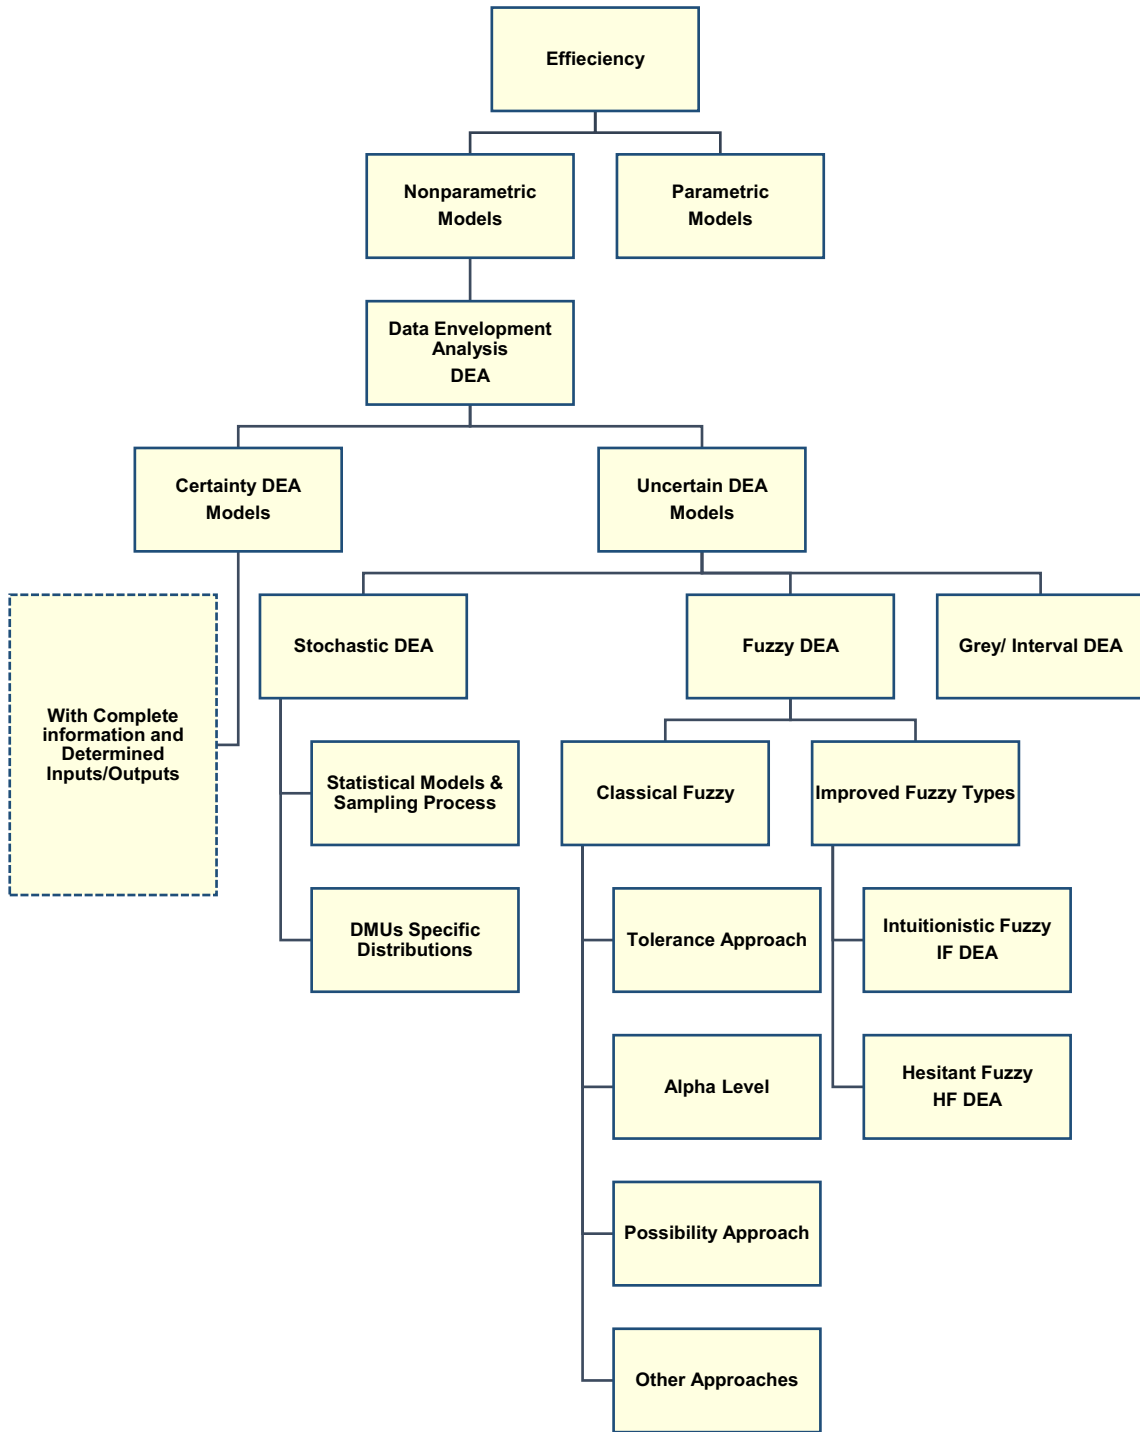 Effieciency
Nonparametric
Models
Parametric
Models
Data Envelopment
Analysis
DEA
Certainty DEA
Models
Uncertain DEA
Models
With Complete
information and
Determined
Inputs/Outputs
Stochastic DEA
Fuzzy DEA
Grey/ Interval DEA
Statistical Models &
Sampling Process
Classical Fuzzy
Improved Fuzzy Types
DMUs Specific
Distributions
Tolerance Approach
Intuitionistic Fuzzy
IF DEA
Alpha Level
Hesitant Fuzzy
HF DEA
Possibility Approach
Other Approaches